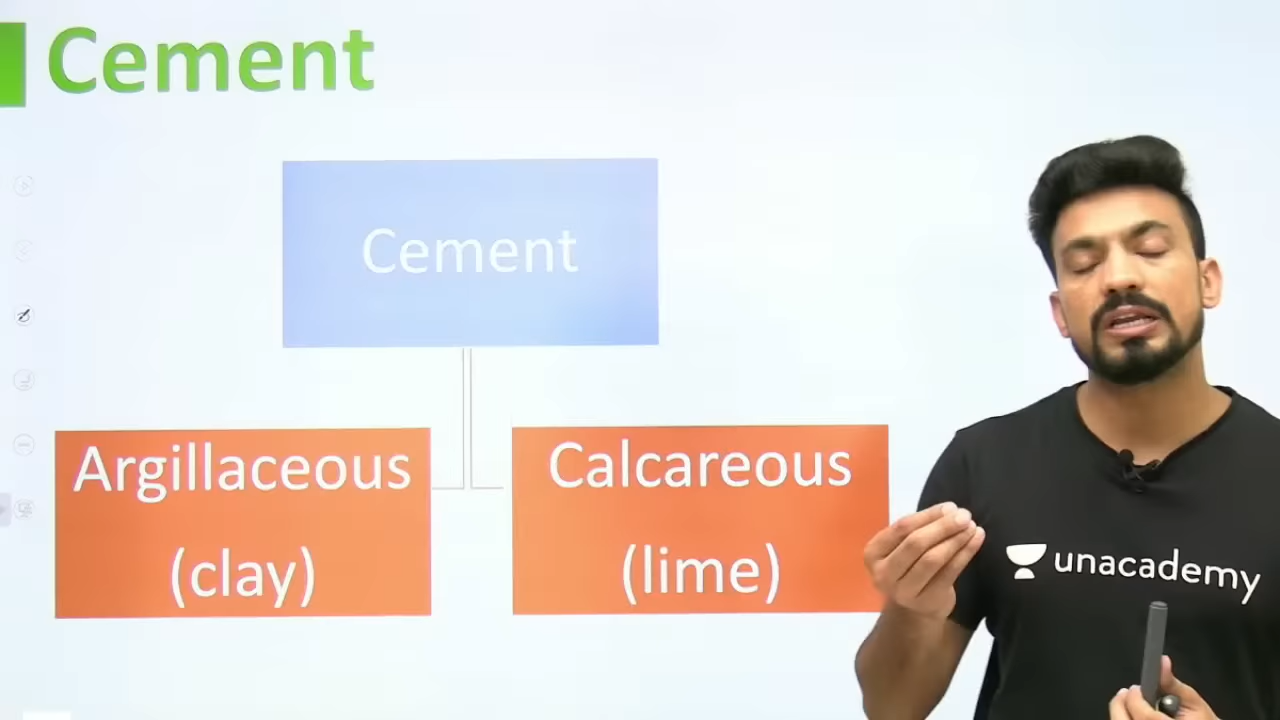 Cement
Cement
Argillaceous
(clay)
Calcareous
(lime)
unacademy